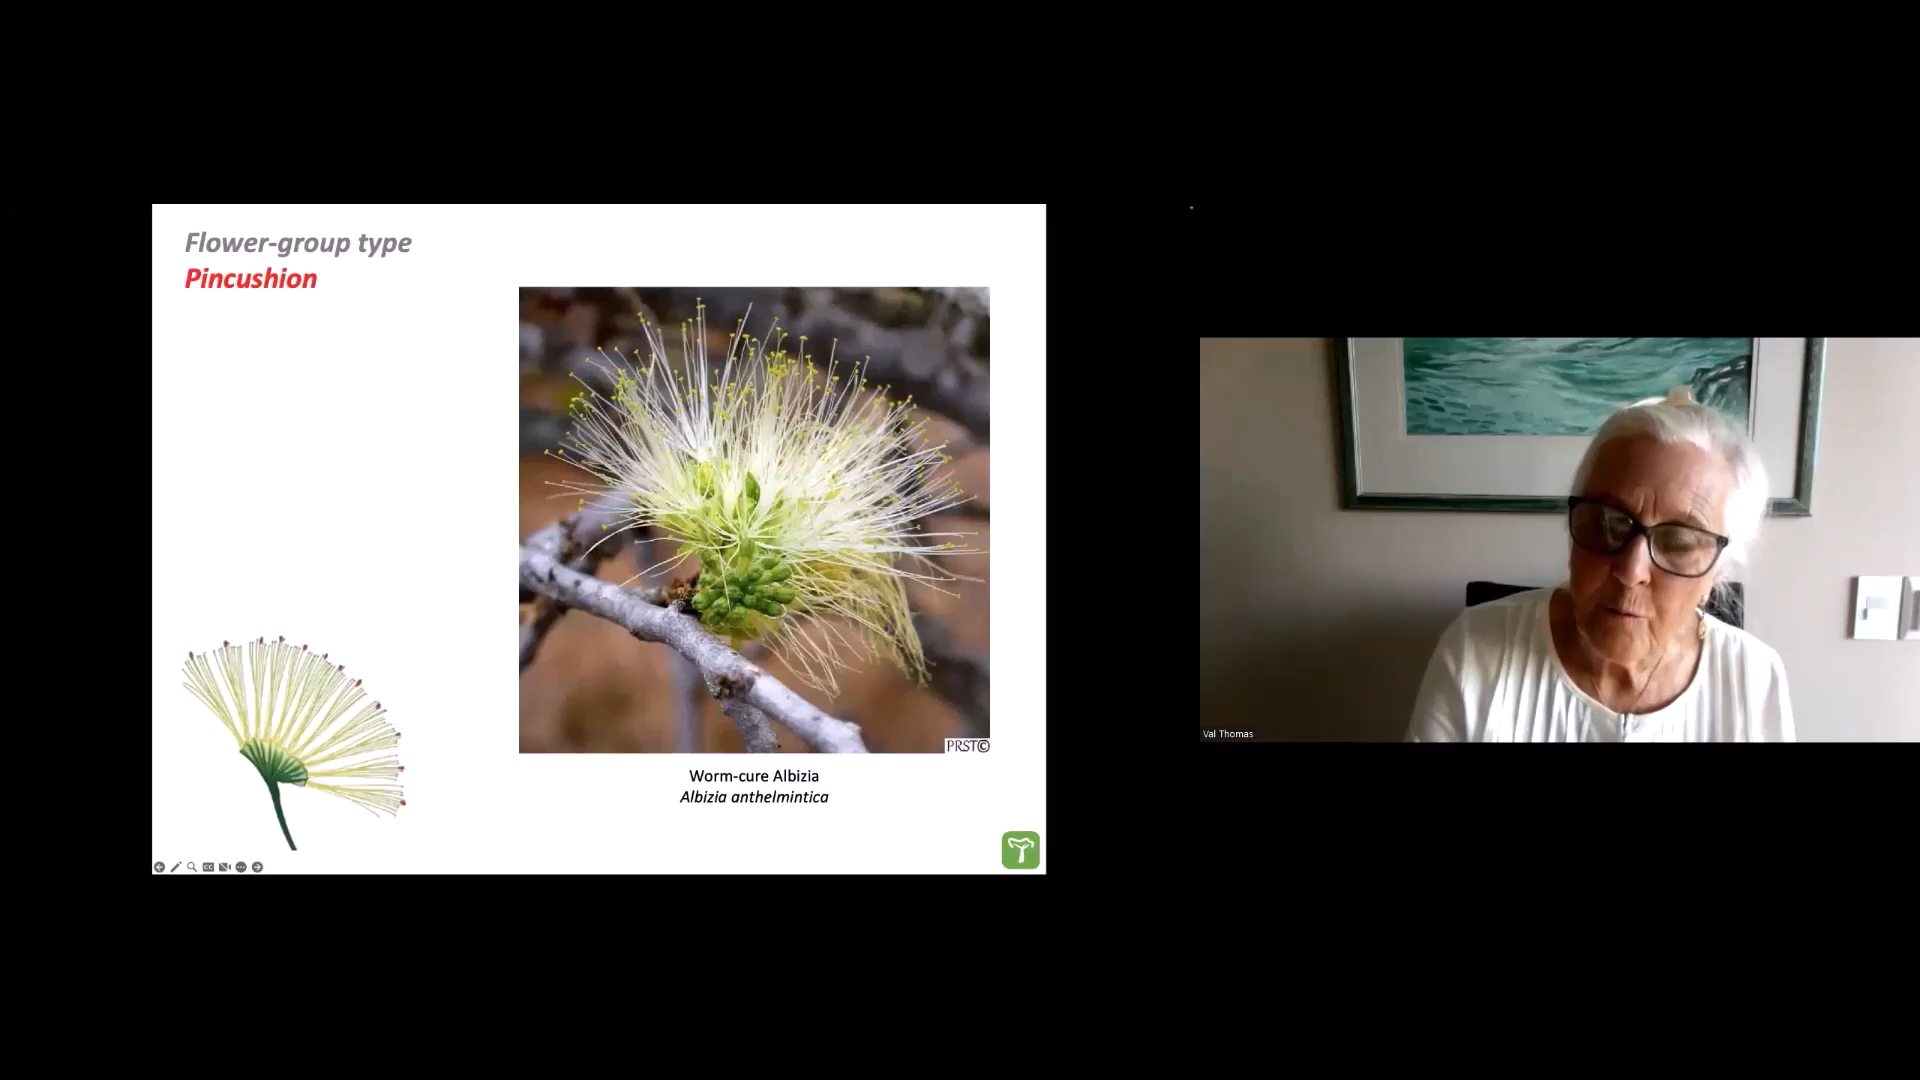 Flower-group type
Pincushion
PRST©
Worm-cure Albizia
Albizia anthelmintica
Val Thomas